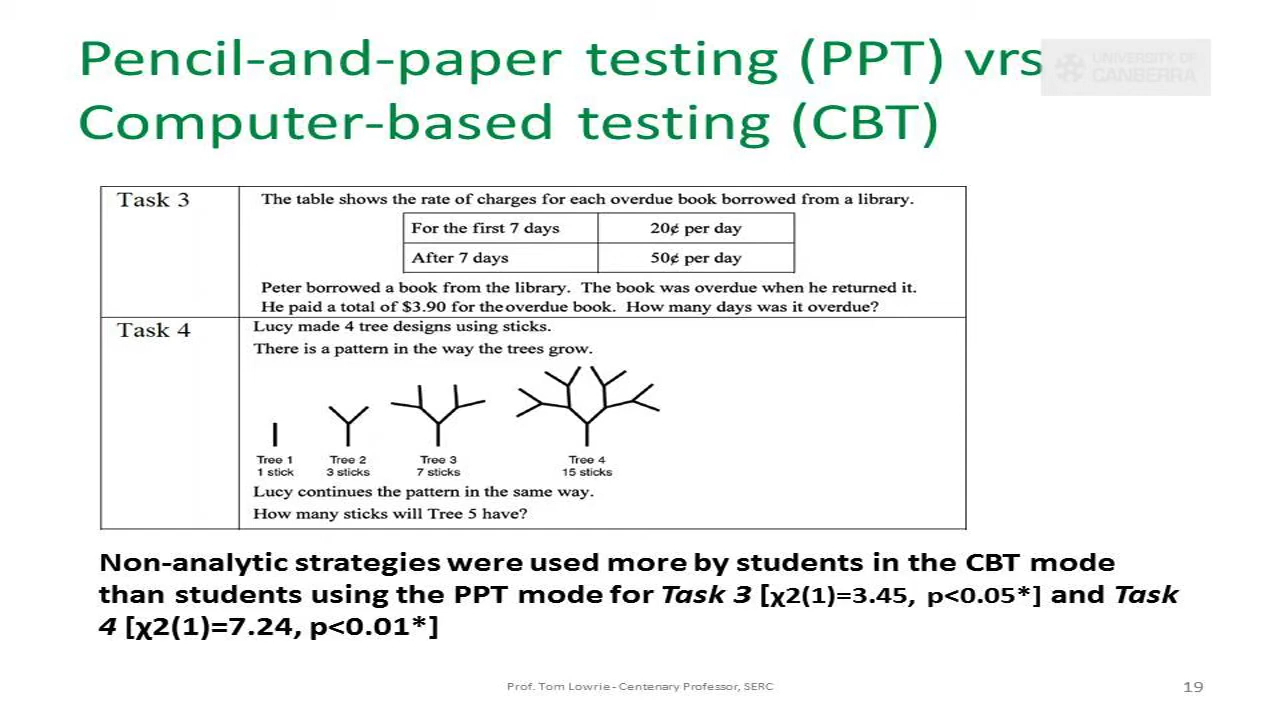 Pencil-and-paper testing (PPT) vrs
UNIVERSITY OF
CANBERRA
Computer-based testing (CBT)
Task 3
The table shows the rate of charges for each overdue book borrowed from a library.
For the first 7 days
20¢ per day
After 7 days
50¢ per day
Peter borrowed a book from the library. The book was overdue when he returned it.
He paid a total of $3.90 for the overdue book. How many days was it overdue?
Task 4
Lucy made 4 tree designs using sticks.
There is a pattern in the way the trees grow.
Tree 1
1 stick
Tree 2
3 sticks
Tree 3
7 sticks
Tree 4
15 sticks
Lucy continues the pattern in the same way.
How many sticks will Tree 5 have?
Non-analytic strategies were used more by students in the CBT mode
than students using the PPT mode for Task 3 [χ2(1)=3.45, p<0.05*] and Task
4 [χ2(1)=7.24, p<0.01*]
Prof. Tom Lowrie - Centenary Professor, SERC
19